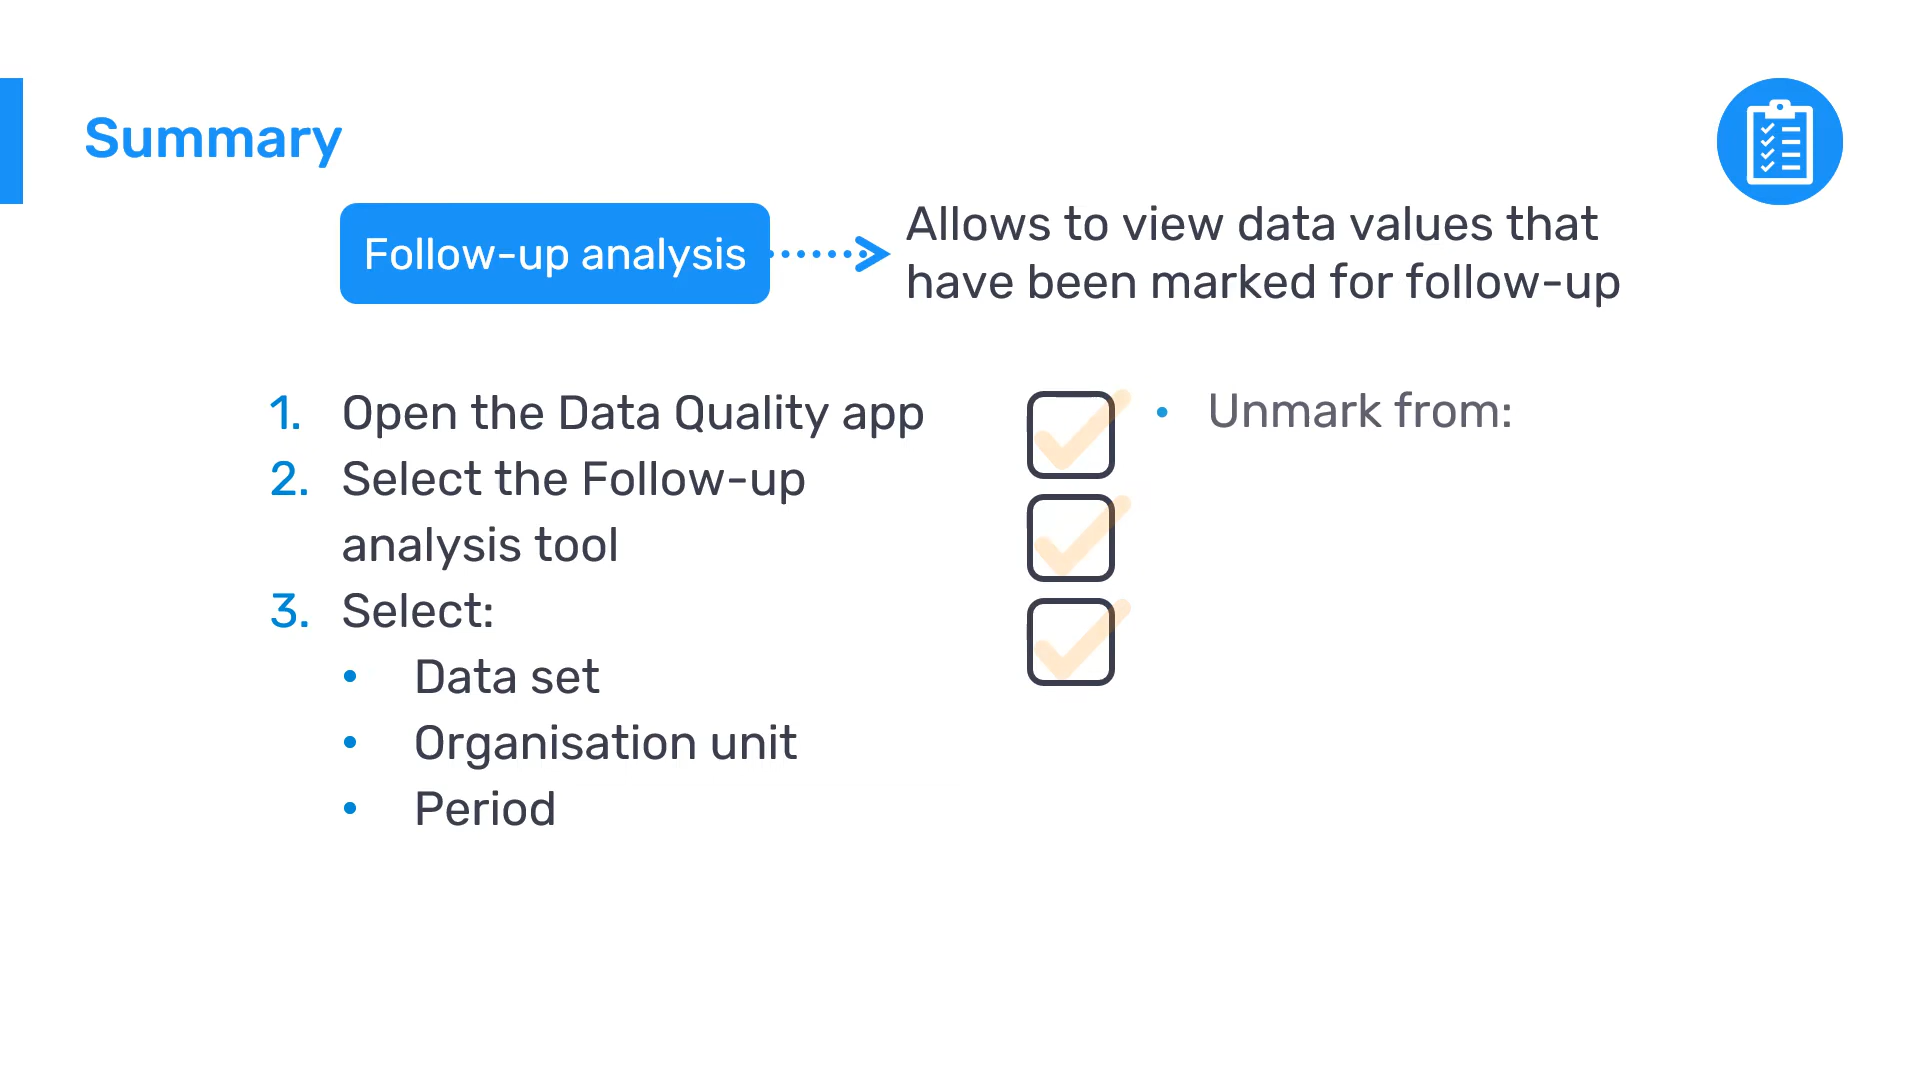 Summary
Follow-up analysis
Allows to view data values that
have been marked for follow-up
1. Open the Data Quality app
2. Select the Follow-up
analysis tool
3. Select:
• Data set
• Organisation unit
• Period
• Unmark from: